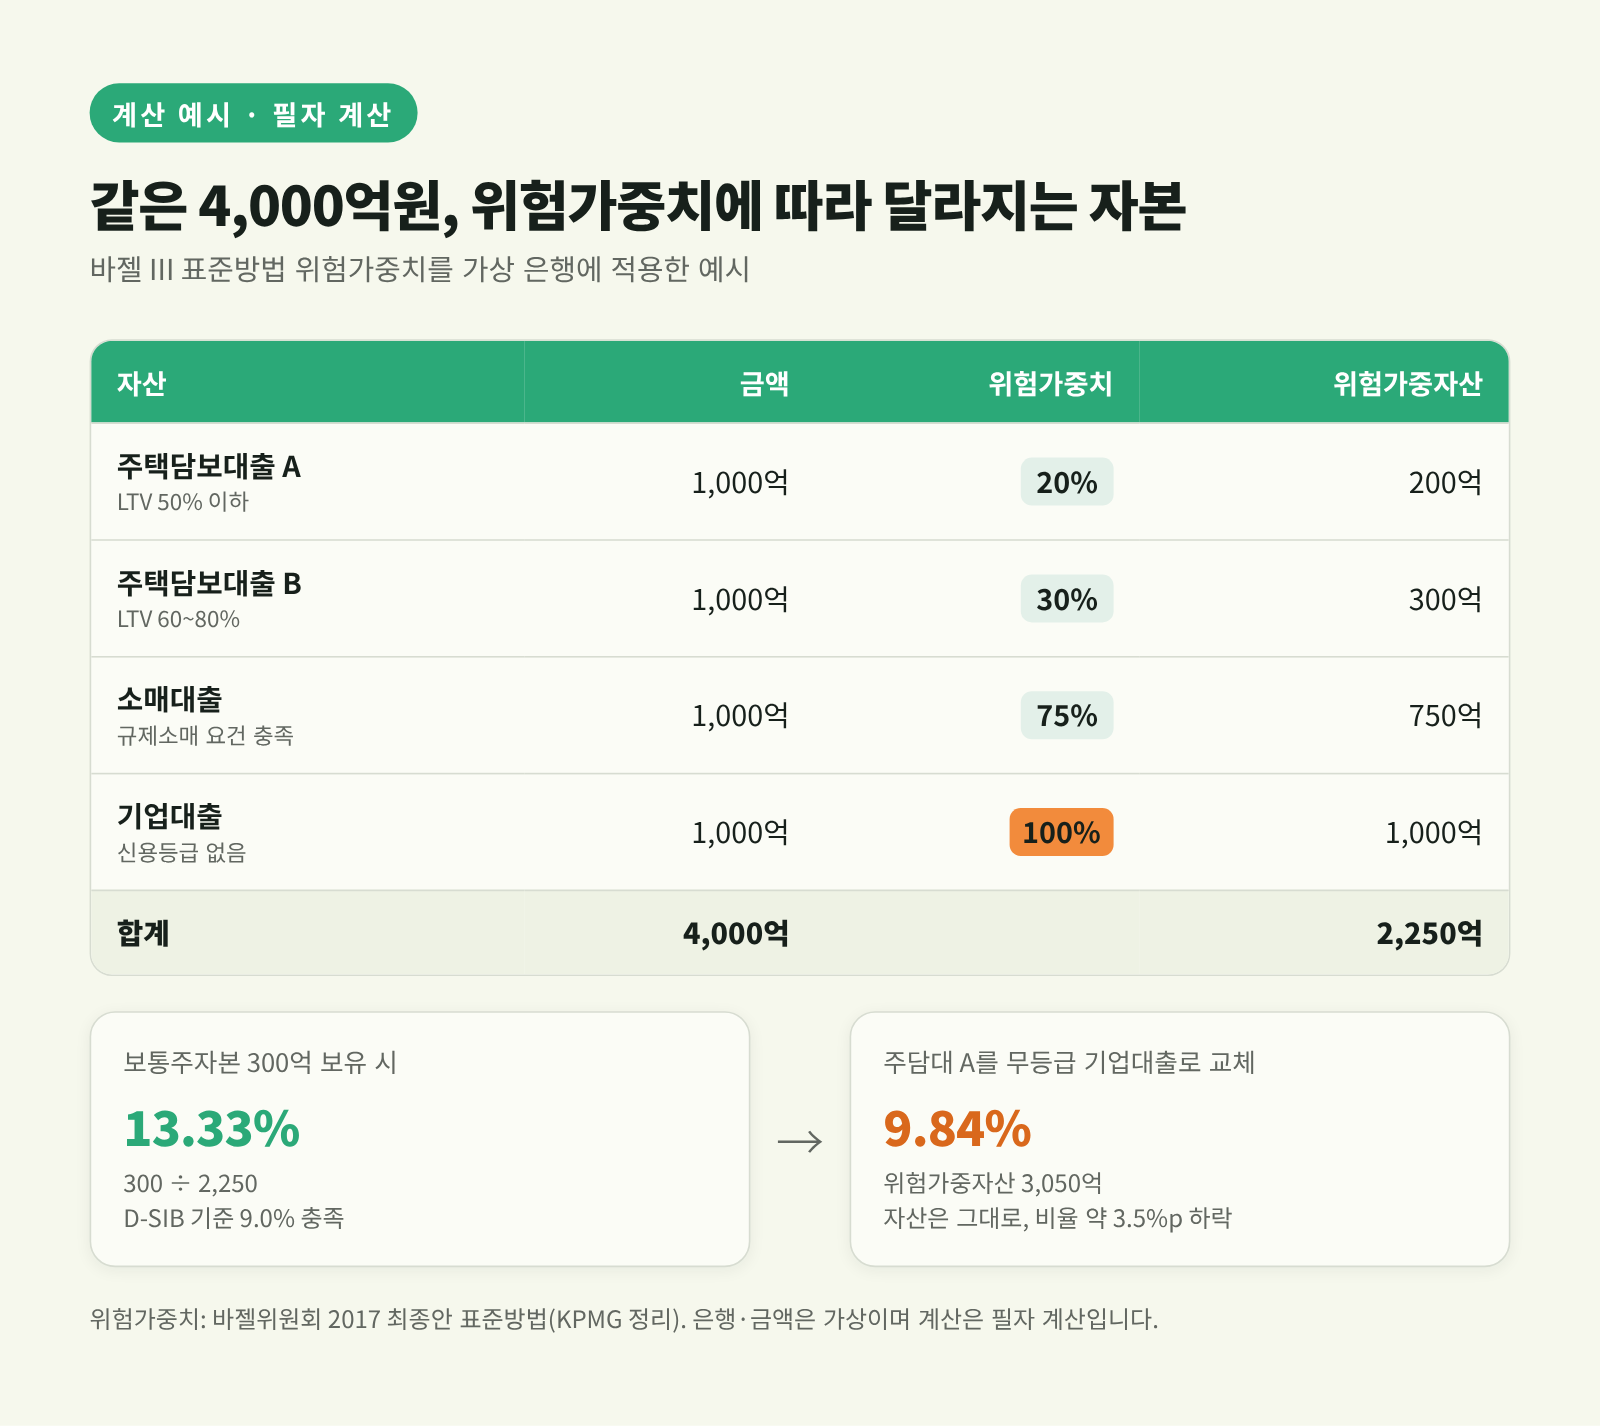 계산 예시 · 필자 계산
같은 4,000억원, 위험가중치에 따라 달라지는 자본
바젤 III 표준방법 위험가중치를 가상 은행에 적용한 예시
자산 금액 위험가중치 위험가중자산
주택담보대출 A
LTV 50% 이하
1,000억 20% 200억
주택담보대출 B
LTV 60~80%
1,000억 30% 300억
소매대출
규제소매 요건 충족
1,000억 75% 750억
기업대출
신용등급 없음
1,000억 100% 1,000억
합계 4,000억 2,250억
보통주자본 300억 보유 시
13.33%
300 ÷ 2,250
D-SIB 기준 9.0% 충족
→
주담대 A를 무등급 기업대출로 교체
9.84%
위험가중자산 3,050억
자산은 그대로, 비율 약 3.5%p 하락
위험가중치: 바젤위원회 2017 최종안 표준방법(KPMG 정리). 은행·금액은 가상이며 계산은 필자 계산입니다.